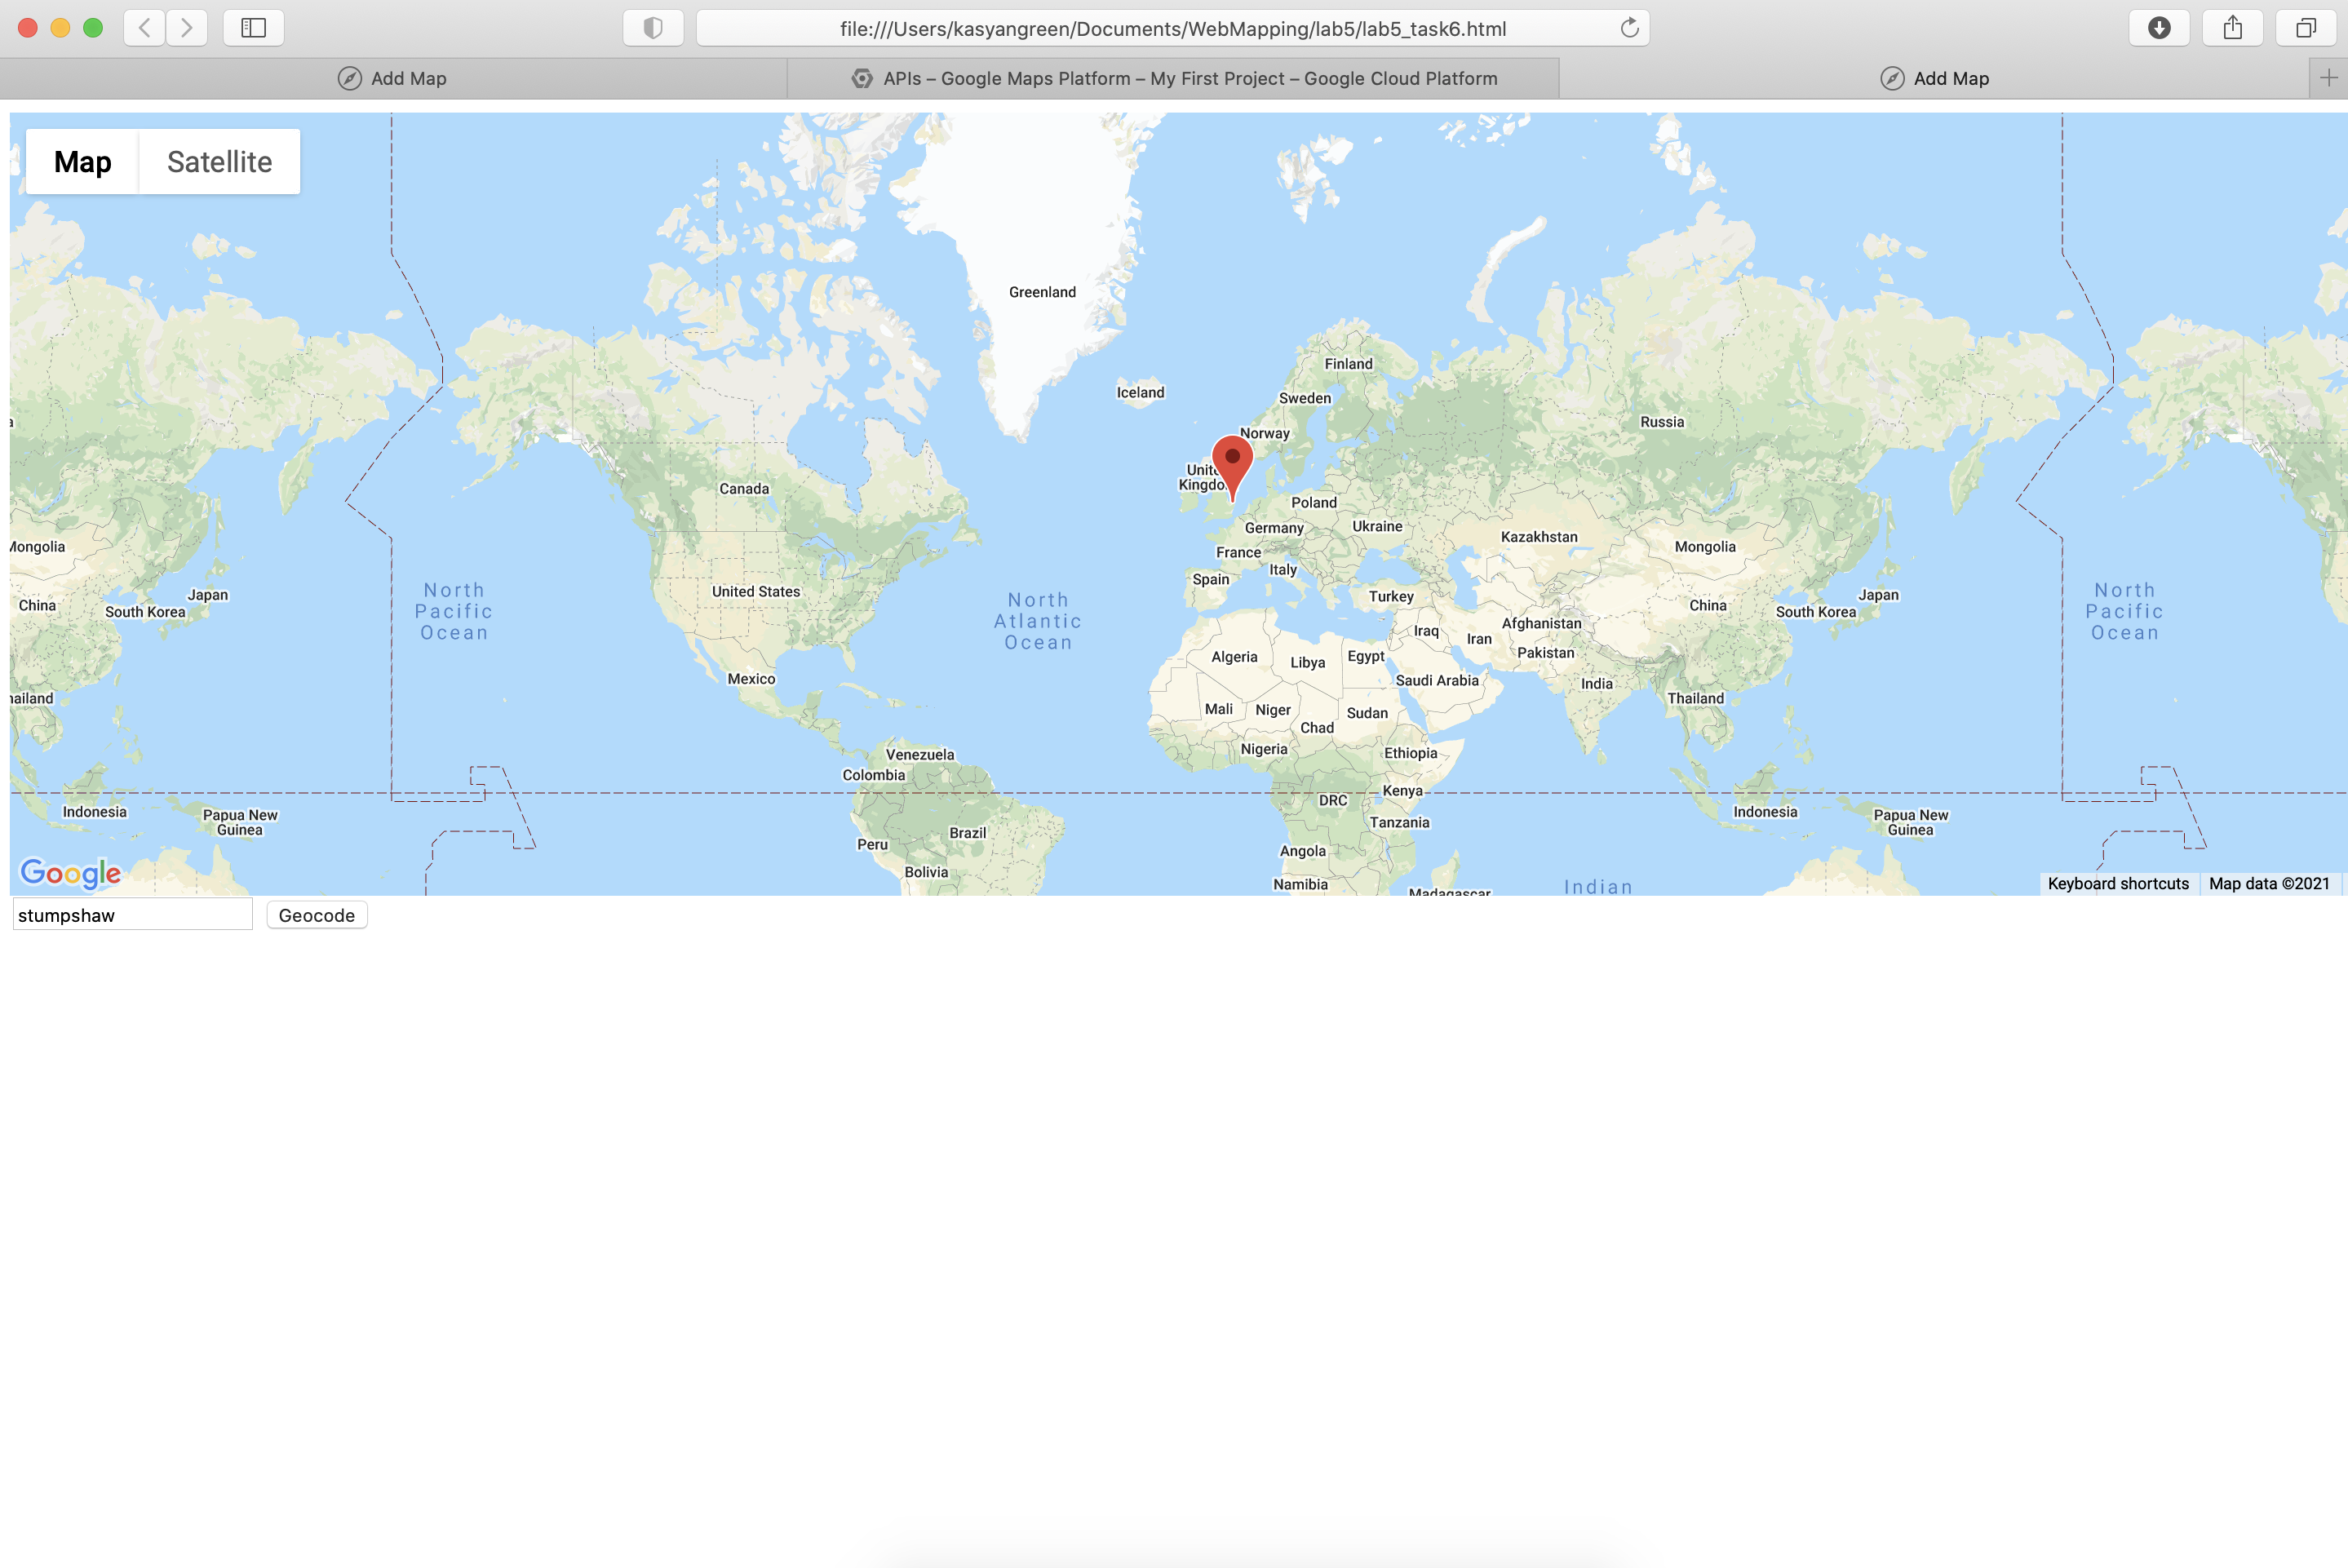 file:///Users/kasyangreen/Documents/WebMapping/lab5/lab5_task6.html
Add Map
APIs – Google Maps Platform – My First Project – Google Cloud Platform
Add Map
Map
Satellite
Greenland
Finland
Iceland
Sweden
Russia
Norway
Canada
Poland
Ukraine
Germany
Kazakhstan
Mongolia
Mongolia
France
Italy
Spain
United States
North
Pacific
Ocean
North
Atlantic
Ocean
North
Pacific
Ocean
Turkey
China
China
Japan
South Korea
Japan
South Korea
Afghanistan
Iraq
Iran
Pakistan
Algeria
Libya
Egypt
Saudi Arabia
India
Mexico
Thailand
Mali
Niger
Sudan
Chad
Nigeria
Ethiopia
Venezuela
Colombia
Kenya
DRC
Indonesia
Papua New
Guinea
Tanzania
Indonesia
Papua New
Guinea
Brazil
Peru
Angola
Bolivia
Namibia
Madagascar
Indian
Google
Keyboard shortcuts
Map data ©2021
stumpshaw
Geocode